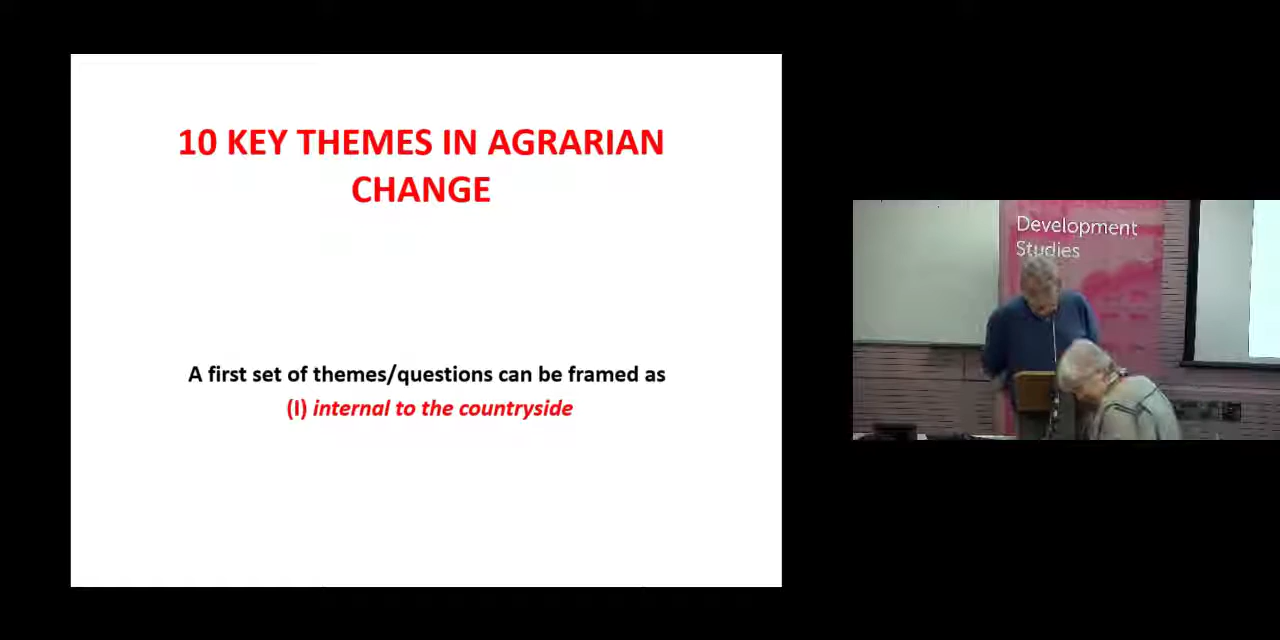 10 KEY THEMES IN AGRARIAN
CHANGE
A first set of themes/questions can be framed as
(I) internal to the countryside
Development
Studies